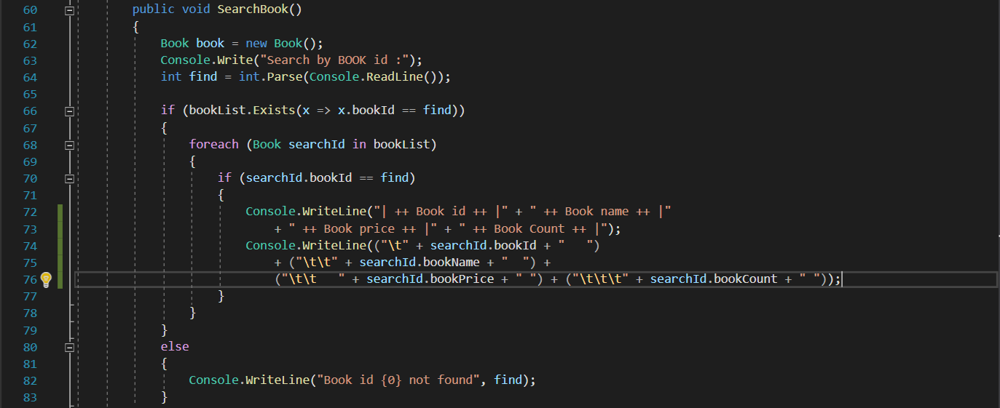 60 public void SearchBook()
61 {
62 Book book = new Book();
63 Console.Write("Search by BOOK id :");
64 int find = int.Parse(Console.ReadLine());
65
66 if (bookList.Exists(x => x.bookId == find))
67 {
68 foreach (Book searchId in bookList)
69 {
70 if (searchId.bookId == find)
71 {
72 Console.WriteLine("| ++ Book id ++ |" + " ++ Book name ++ |"
73 + " ++ Book price ++ |" + " ++ Book Count ++ |");
74 Console.WriteLine(("\t" + searchId.bookId + "   ")
75 + ("\t\t" + searchId.bookName + "  ") +
76 ("\t\t   " + searchId.bookPrice + " ") + ("\t\t\t" + searchId.bookCount + " "));
77 }
78 }
79 }
80 else
81 {
82 Console.WriteLine("Book id {0} not found", find);
83 }